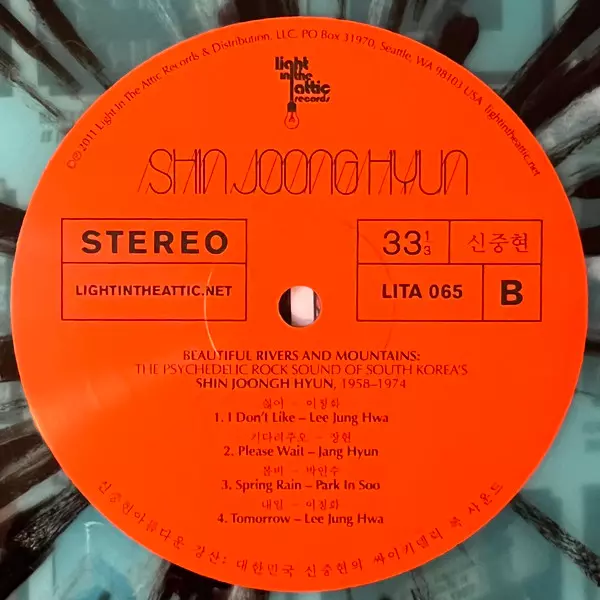 ©℗ 2011 Light In The Attic Records & Distribution, LLC. PO Box 31970, Seattle, WA 98103 USA lightintheattic.net
light
in the
attic
records
SHIN JOONG HYUN
STEREO
LIGHTINTHEATTIC.NET
33 1/3
신중현
LITA 065
B
BEAUTIFUL RIVERS AND MOUNTAINS:
THE PSYCHEDELIC ROCK SOUND OF SOUTH KOREA'S
SHIN JOONGH HYUN, 1958–1974
싫어 – 이정화
1. I Don't Like – Lee Jung Hwa
기다려주오 – 장현
2. Please Wait – Jang Hyun
봄비 – 박인수
3. Spring Rain – Park In Soo
내일 – 이정화
4. Tomorrow – Lee Jung Hwa
신중현아름다운 강산: 대한민국 신중현의 싸이키델릭 록 사운드